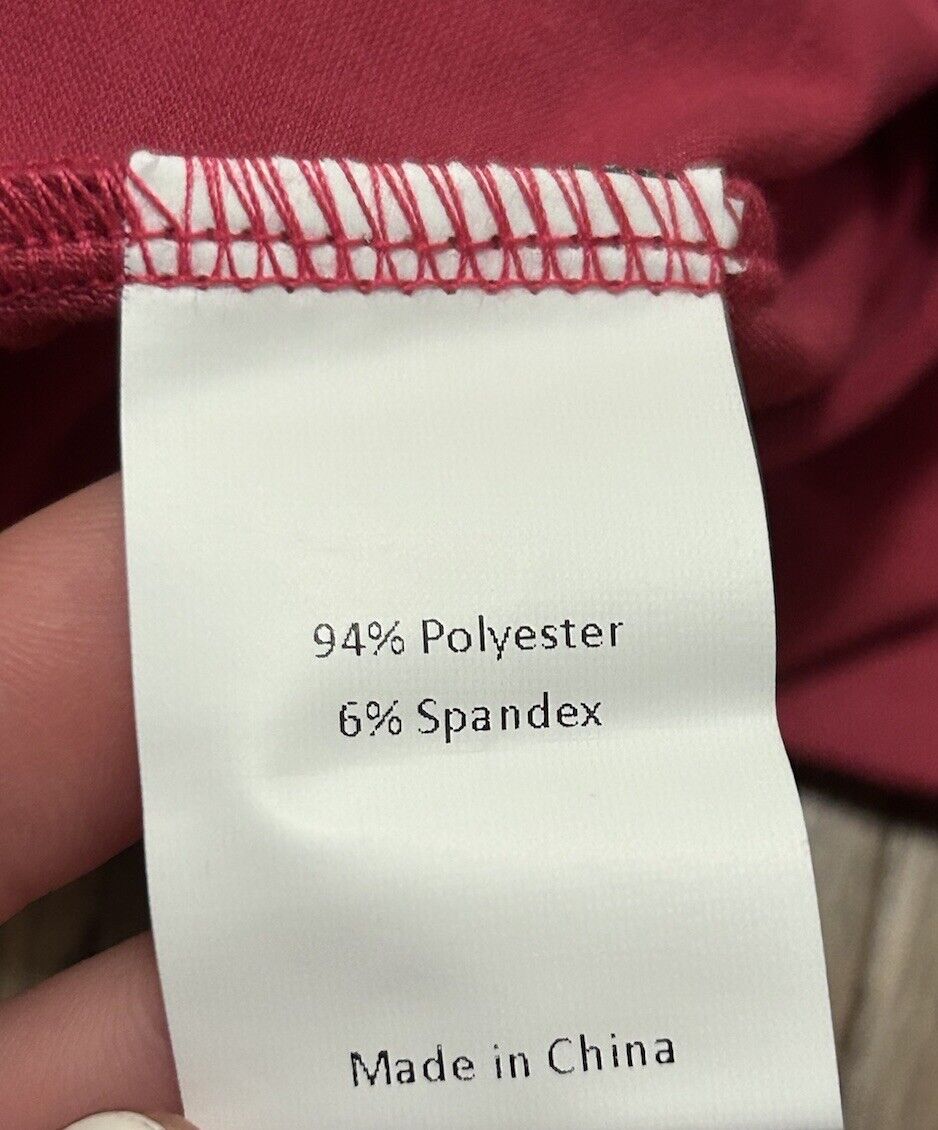 94% Polyester
6% Spandex
Made in China